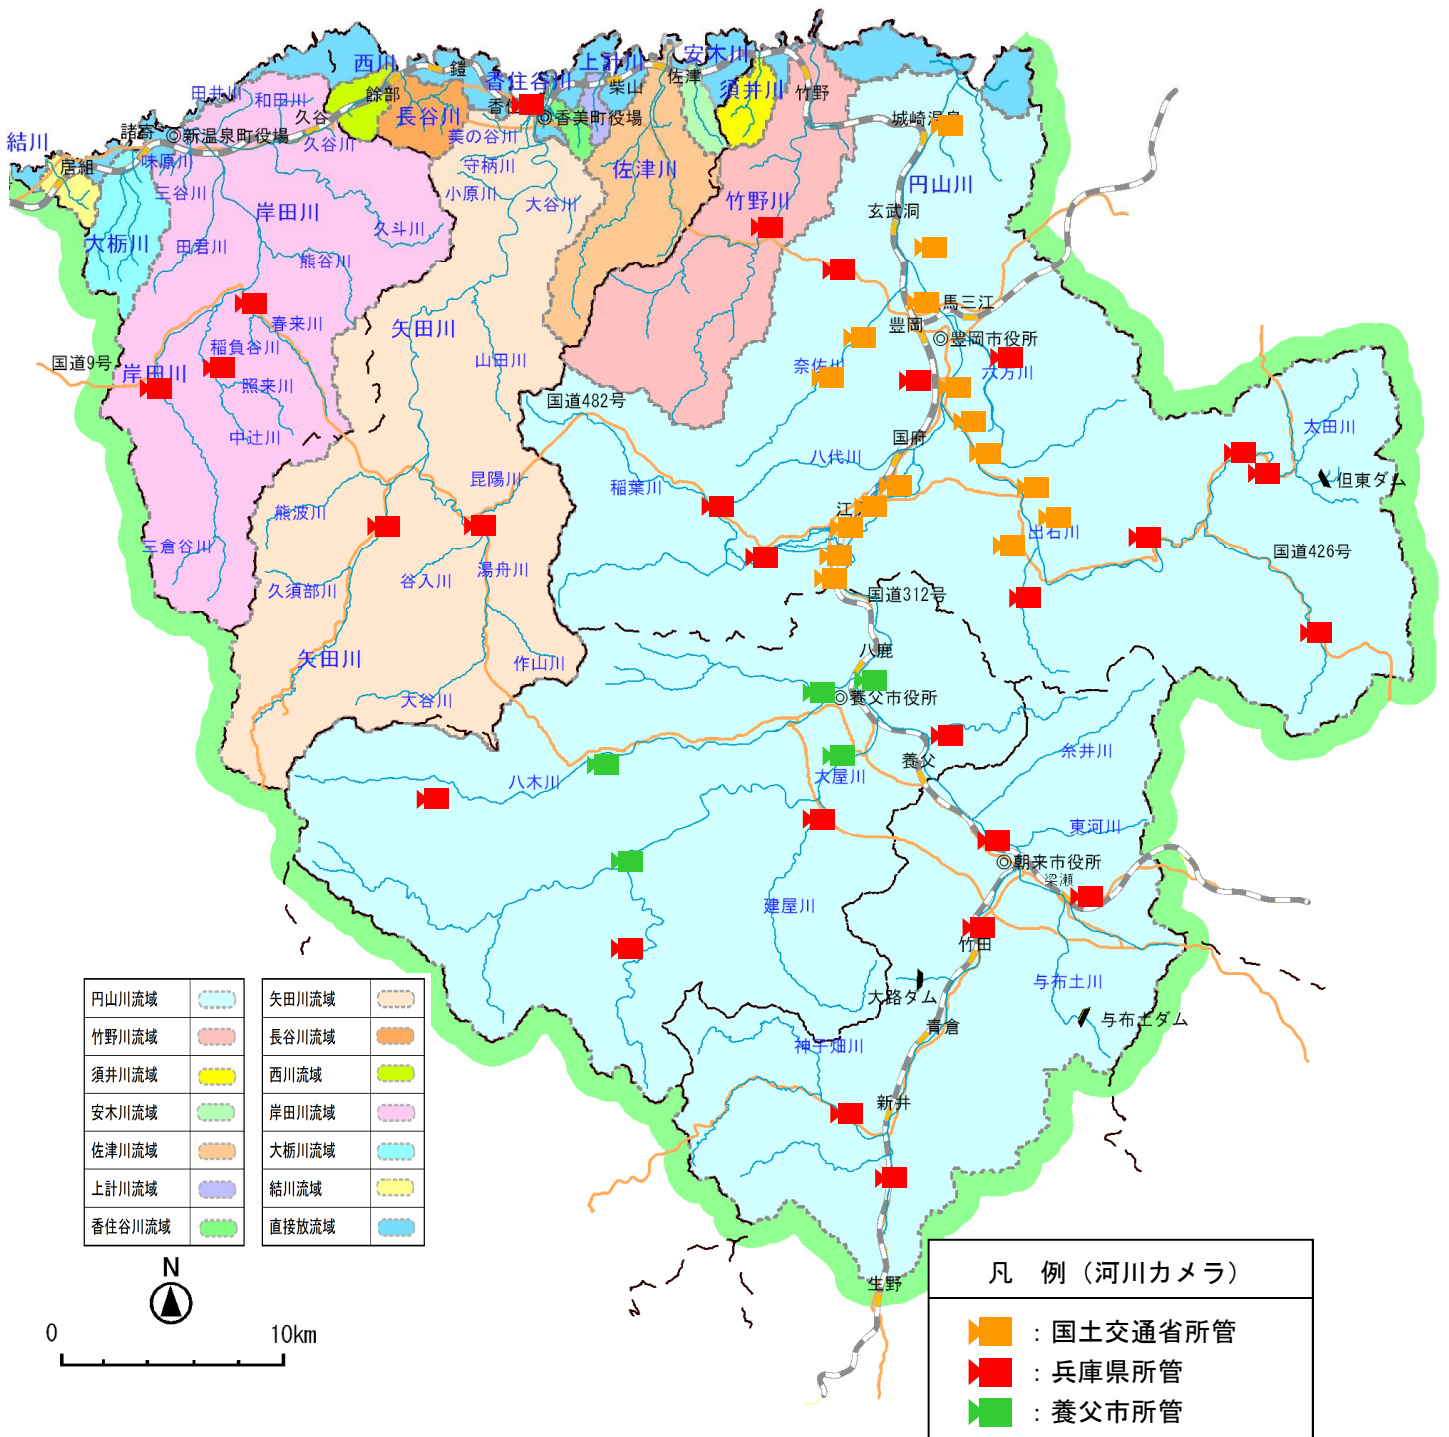 西川
鎧
香住谷川
上計川
安木川
佐津
柴山
須井川
竹野
田井川
和田川
久谷
餘部
長谷川
香住
◎香美町役場
城崎温泉
結川
諸寄
◎新温泉町役場
久谷川
美の谷川
居組
味原川
三谷川
守柄川
小原川
大谷川
佐津川
竹野川
円山川
玄武洞
岸田川
久斗川
大栃川
田君川
熊谷川
馬三江
豊岡
◎豊岡市役所
春来川
矢田川
稲負谷川
国道9号
岸田川
照来川
山田川
奈佐川
六方川
国道482号
中辻川
国府
太田川
八代川
昆陽川
稲葉川
但東ダム
熊波川
江原
出石川
三倉谷川
国道426号
久須部川
谷入川
湯舟川
国道312号
矢田川
作山川
八鹿
大谷川
◎養父市役所
糸井川
養父
八木川
大屋川
東河川
◎朝来市役所
梁瀬
建屋川
竹田
与布土川
大路ダム
与布土ダム
青倉
神子畑川
新井
生野
円山川流域
矢田川流域
竹野川流域
長谷川流域
須井川流域
西川流域
安木川流域
岸田川流域
佐津川流域
大栃川流域
上計川流域
結川流域
香住谷川流域
直接放流域
N
0
10km
凡 例（河川カメラ）
：国土交通省所管
：兵庫県所管
：養父市所管